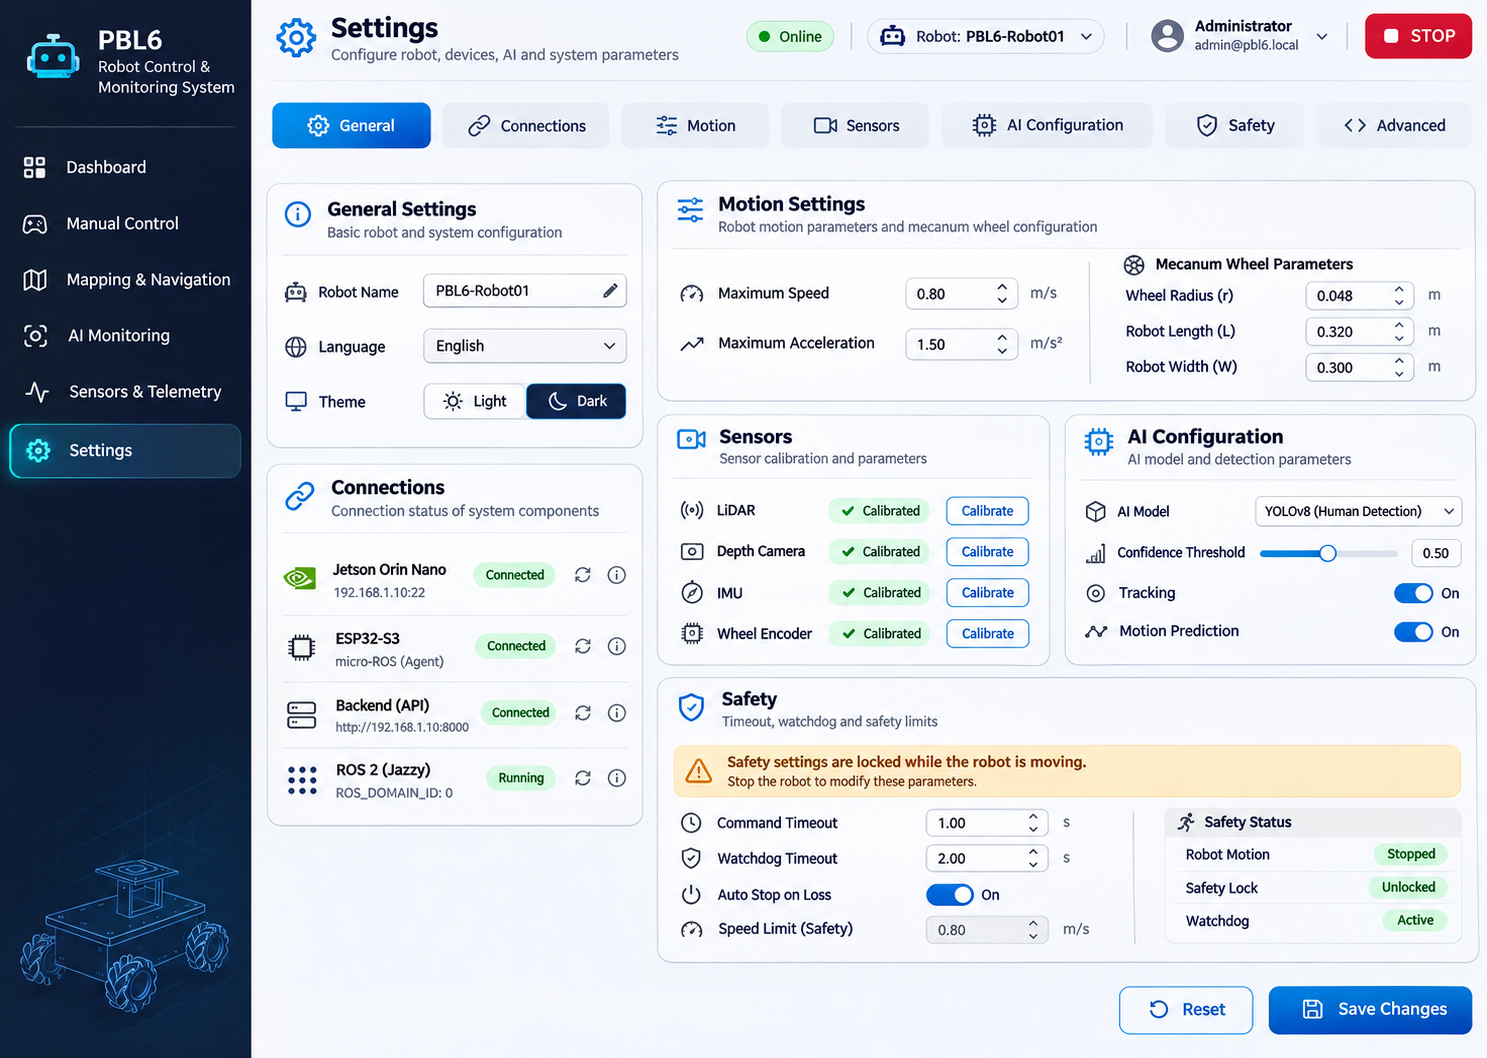 PBL6
Robot Control &
Monitoring System
Dashboard
Manual Control
Mapping & Navigation
AI Monitoring
Sensors & Telemetry
Settings
Settings
Configure robot, devices, AI and system parameters
Online
Robot: PBL6-Robot01
Administrator
admin@pbl6.local
STOP
General
Connections
Motion
Sensors
AI Configuration
Safety
Advanced
General Settings
Basic robot and system configuration
Robot Name
PBL6-Robot01
Language
English
Theme
Light
Dark
Connections
Connection status of system components
Jetson Orin Nano
192.168.1.10:22
Connected
ESP32-S3
micro-ROS (Agent)
Connected
Backend (API)
http://192.168.1.10:8000
Connected
ROS 2 (Jazzy)
ROS_DOMAIN_ID: 0
Running
Motion Settings
Robot motion parameters and mecanum wheel configuration
Maximum Speed
0.80
m/s
Maximum Acceleration
1.50
m/s²
Mecanum Wheel Parameters
Wheel Radius (r)
0.048
m
Robot Length (L)
0.320
m
Robot Width (W)
0.300
m
Sensors
Sensor calibration and parameters
LiDAR
Calibrated
Calibrate
Depth Camera
Calibrated
Calibrate
IMU
Calibrated
Calibrate
Wheel Encoder
Calibrated
Calibrate
AI Configuration
AI model and detection parameters
AI Model
YOLOv8 (Human Detection)
Confidence Threshold
0.50
Tracking
On
Motion Prediction
On
Safety
Timeout, watchdog and safety limits
Safety settings are locked while the robot is moving.
Stop the robot to modify these parameters.
Command Timeout
1.00
s
Watchdog Timeout
2.00
s
Auto Stop on Loss
On
Speed Limit (Safety)
0.80
m/s
Safety Status
Robot Motion
Stopped
Safety Lock
Unlocked
Watchdog
Active
Reset
Save Changes